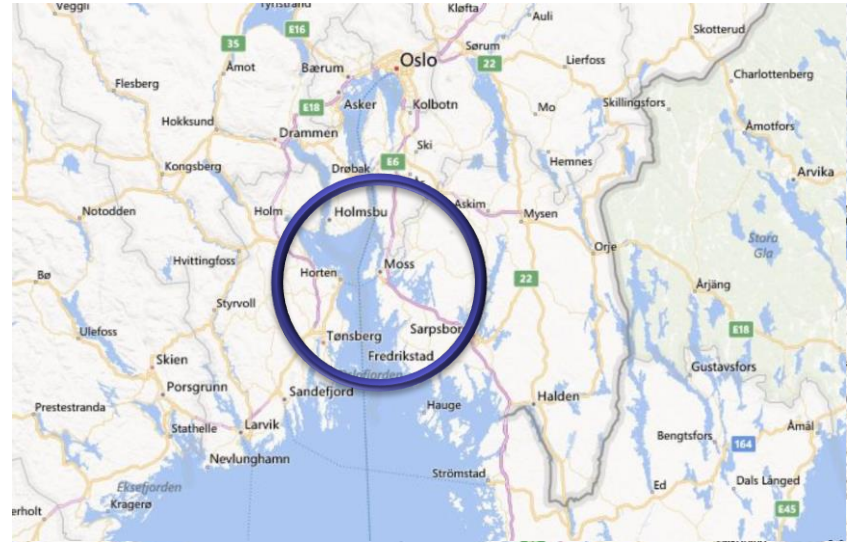 Veggli
Kløfta
Auli
Skotterud
E16
35
Åmot
Bærum
Oslo
Sørum
22
Lierfoss
Charlottenberg
Flesberg
E18
Asker
Kolbotn
Mo
Skillingsfors
Hokksund
Drammen
Ski
Åmotfors
Kongsberg
Drøbak
E6
Hemnes
Arvika
Notodden
Holm
Holmsbu
Askim
Mysen
Stora
Gla
Hvittingfoss
Moss
Ørje
Bø
Horten
22
Årjäng
Styrvoll
Ulefoss
Tønsberg
Sarpsbor
E18
Skien
Fredrikstad
Gustavsfors
Porsgrunn
Sandefjord
Prestestranda
Hauge
Halden
Stathelle
Larvik
Bengtsfors
164
Åmål
Nevlunghamn
Strömstad
Eksefjorden
Ed
Dals Långed
Kragerø
E45